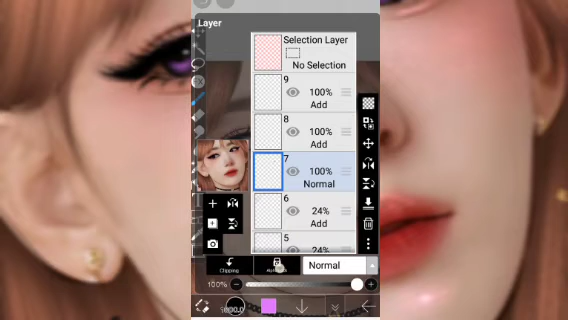 Layer
Selection Layer
No Selection
9
100%
Add
8
100%
Add
7
100%
Normal
6
24%
Add
5
24%
Clipping
Normal
100%